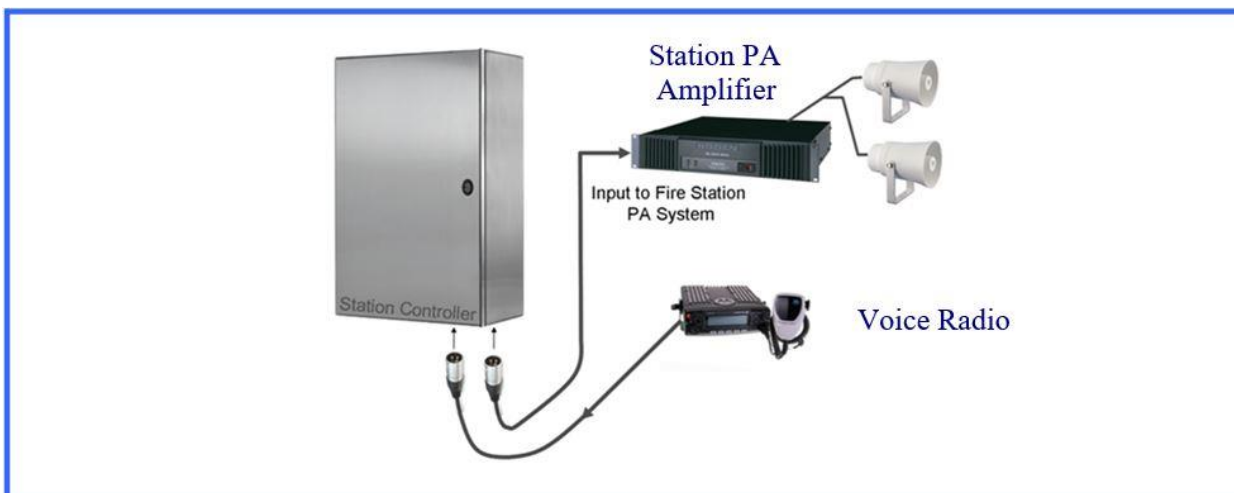 Station PA
Amplifier
Input to Fire Station
PA System
Station Controller
Voice Radio